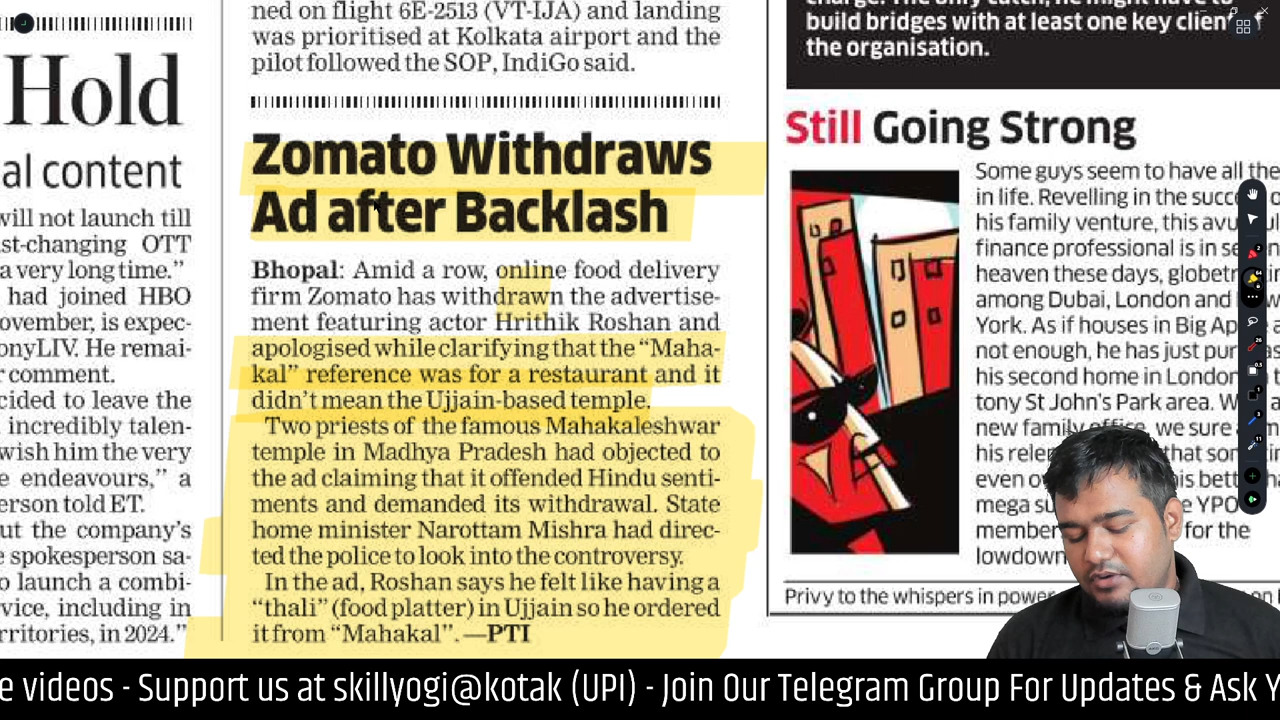 Hold
al content
will not launch till
st-changing OTT
a very long time."
had joined HBO
ovember, is expec-
onyLIV. He remai-
r comment.
cided to leave the
incredibly talen-
wish him the very
e endeavours," a
erson told ET.
ut the company's
e spokesperson sa-
o launch a combi-
vice, including in
rritories, in 2024."
ned on flight 6E-2513 (VT-IJA) and landing
was prioritised at Kolkata airport and the
pilot followed the SOP, IndiGo said.
Zomato Withdraws
Ad after Backlash
Bhopal: Amid a row, online food delivery
firm Zomato has withdrawn the advertise-
ment featuring actor Hrithik Roshan and
apologised while clarifying that the "Maha-
kal" reference was for a restaurant and it
didn't mean the Ujjain-based temple.
Two priests of the famous Mahakaleshwar
temple in Madhya Pradesh had objected to
the ad claiming that it offended Hindu senti-
ments and demanded its withdrawal. State
home minister Narottam Mishra had direc-
ted the police to look into the controversy.
In the ad, Roshan says he felt like having a
"thali" (food platter) in Ujjain so he ordered
it from "Mahakal". —PTI
build bridges with at least one key client of
the organisation.
Still Going Strong
Some guys seem to have all the
in life. Revelling in the succ
his family venture, this avu
finance professional is in se
heaven these days, globetr
among Dubai, London and
York. As if houses in Big Ap
not enough, he has just pur
his second home in London
tony St John's Park area. W
new family office, we sure
his relen that son
even o his bett
mega su e YPO
member for the
lowdown
Privy to the whispers in power
e videos - Support us at skillyogi@kotak (UPI) - Join Our Telegram Group For Updates & Ask Y